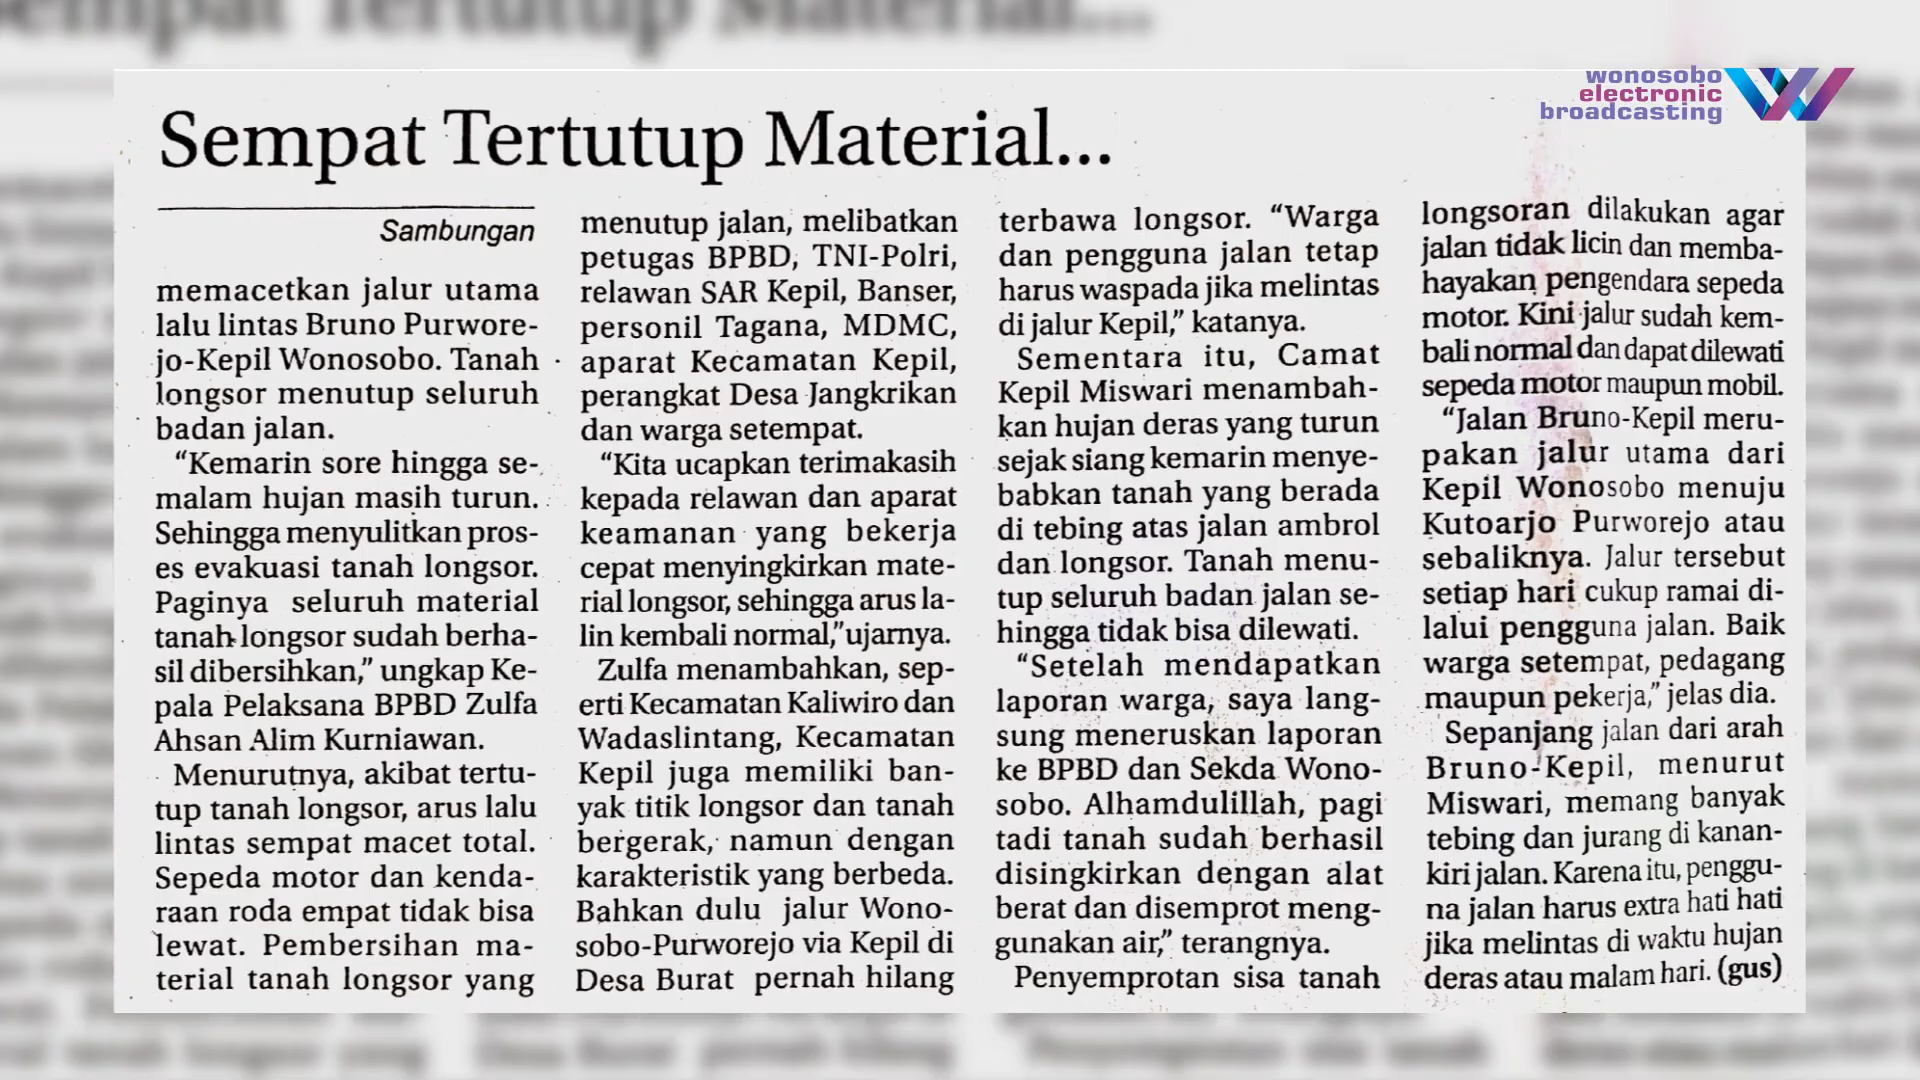 wonosobo
electronic
broadcasting
Sempat Tertutup Material...
Sambungan
memacetkan jalur utama
lalu lintas Bruno Purwore-
jo-Kepil Wonosobo. Tanah
longsor menutup seluruh
badan jalan.
“Kemarin sore hingga se-
malam hujan masih turun.
Sehingga menyulitkan pros-
es evakuasi tanah longsor.
Paginya seluruh material
tanah longsor sudah berha-
sil dibersihkan,” ungkap Ke-
pala Pelaksana BPBD Zulfa
Ahsan Alim Kurniawan.
Menurutnya, akibat tertu-
tup tanah longsor, arus lalu
lintas sempat macet total.
Sepeda motor dan kenda-
raan roda empat tidak bisa
lewat. Pembersihan ma-
terial tanah longsor yang
menutup jalan, melibatkan
petugas BPBD, TNI-Polri,
relawan SAR Kepil, Banser,
personil Tagana, MDMC,
aparat Kecamatan Kepil,
perangkat Desa Jangkrikan
dan warga setempat.
“Kita ucapkan terimakasih
kepada relawan dan aparat
keamanan yang bekerja
cepat menyingkirkan mate-
rial longsor, sehingga arus la-
lin kembali normal,”ujarnya.
Zulfa menambahkan, sep-
erti Kecamatan Kaliwiro dan
Wadaslintang, Kecamatan
Kepil juga memiliki ban-
yak titik longsor dan tanah
bergerak, namun dengan
karakteristik yang berbeda.
Bahkan dulu jalur Wono-
sobo-Purworejo via Kepil di
Desa Burat pernah hilang
terbawa longsor. “Warga
dan pengguna jalan tetap
harus waspada jika melintas
di jalur Kepil,” katanya.
Sementara itu, Camat
Kepil Miswari menambah-
kan hujan deras yang turun
sejak siang kemarin menye-
babkan tanah yang berada
di tebing atas jalan ambrol
dan longsor. Tanah menu-
tup seluruh badan jalan se-
hingga tidak bisa dilewati.
“Setelah mendapatkan
laporan warga, saya lang-
sung meneruskan laporan
ke BPBD dan Sekda Wono-
sobo. Alhamdulillah, pagi
tadi tanah sudah berhasil
disingkirkan dengan alat
berat dan disemprot meng-
gunakan air,” terangnya.
Penyemprotan sisa tanah
longsoran dilakukan agar
jalan tidak licin dan memba-
hayakan pengendara sepeda
motor. Kini jalur sudah kem-
bali normal dan dapat dilewati
sepeda motor maupun mobil.
“Jalan Bruno-Kepil meru-
pakan jalur utama dari
Kepil Wonosobo menuju
Kutoarjo Purworejo atau
sebaliknya. Jalur tersebut
setiap hari cukup ramai di-
lalui pengguna jalan. Baik
warga setempat, pedagang
maupun pekerja,” jelas dia.
Sepanjang jalan dari arah
Bruno-Kepil, menurut
Miswari, memang banyak
tebing dan jurang di kanan-
kiri jalan. Karena itu, penggu-
na jalan harus extra hati hati
jika melintas di waktu hujan
deras atau malam hari. (gus)